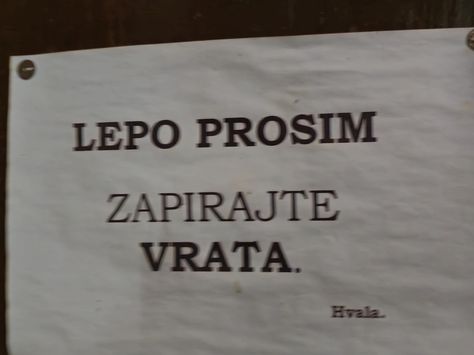 LEPO PROSIM
ZAPIRAJTE
VRATA.
Hvala.